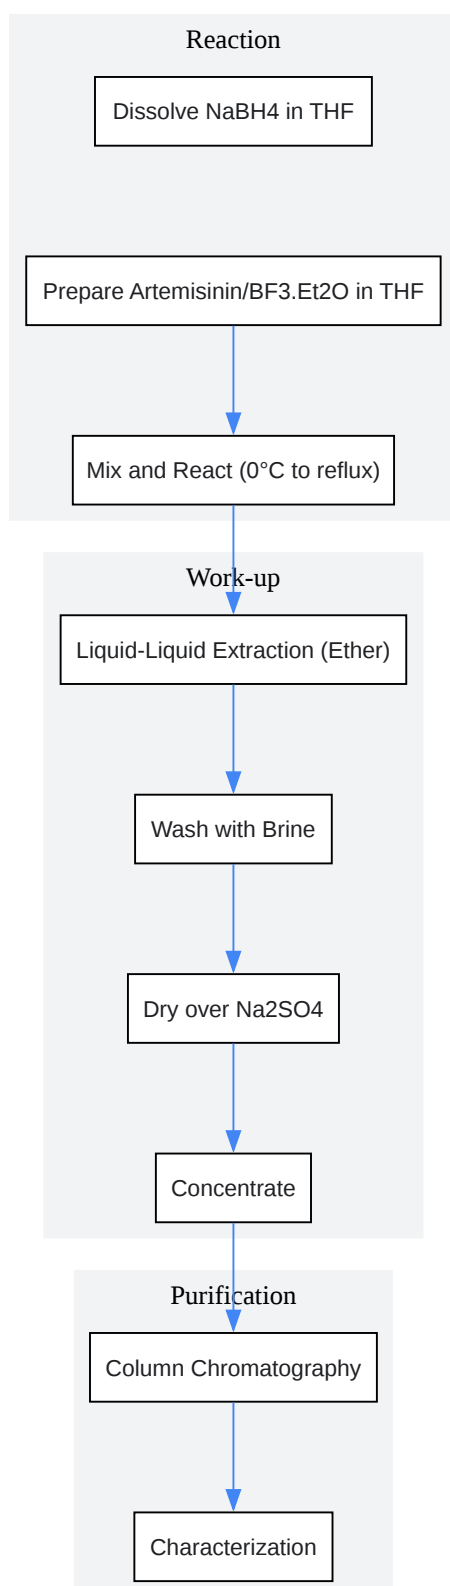 Reaction
Dissolve NaBH4 in THF
Prepare Artemisinin/BF3.Et2O in THF
Mix and React (0°C to reflux)
Work-up
Liquid-Liquid Extraction (Ether)
Wash with Brine
Dry over Na2SO4
Concentrate
Purification
Column Chromatography
Characterization